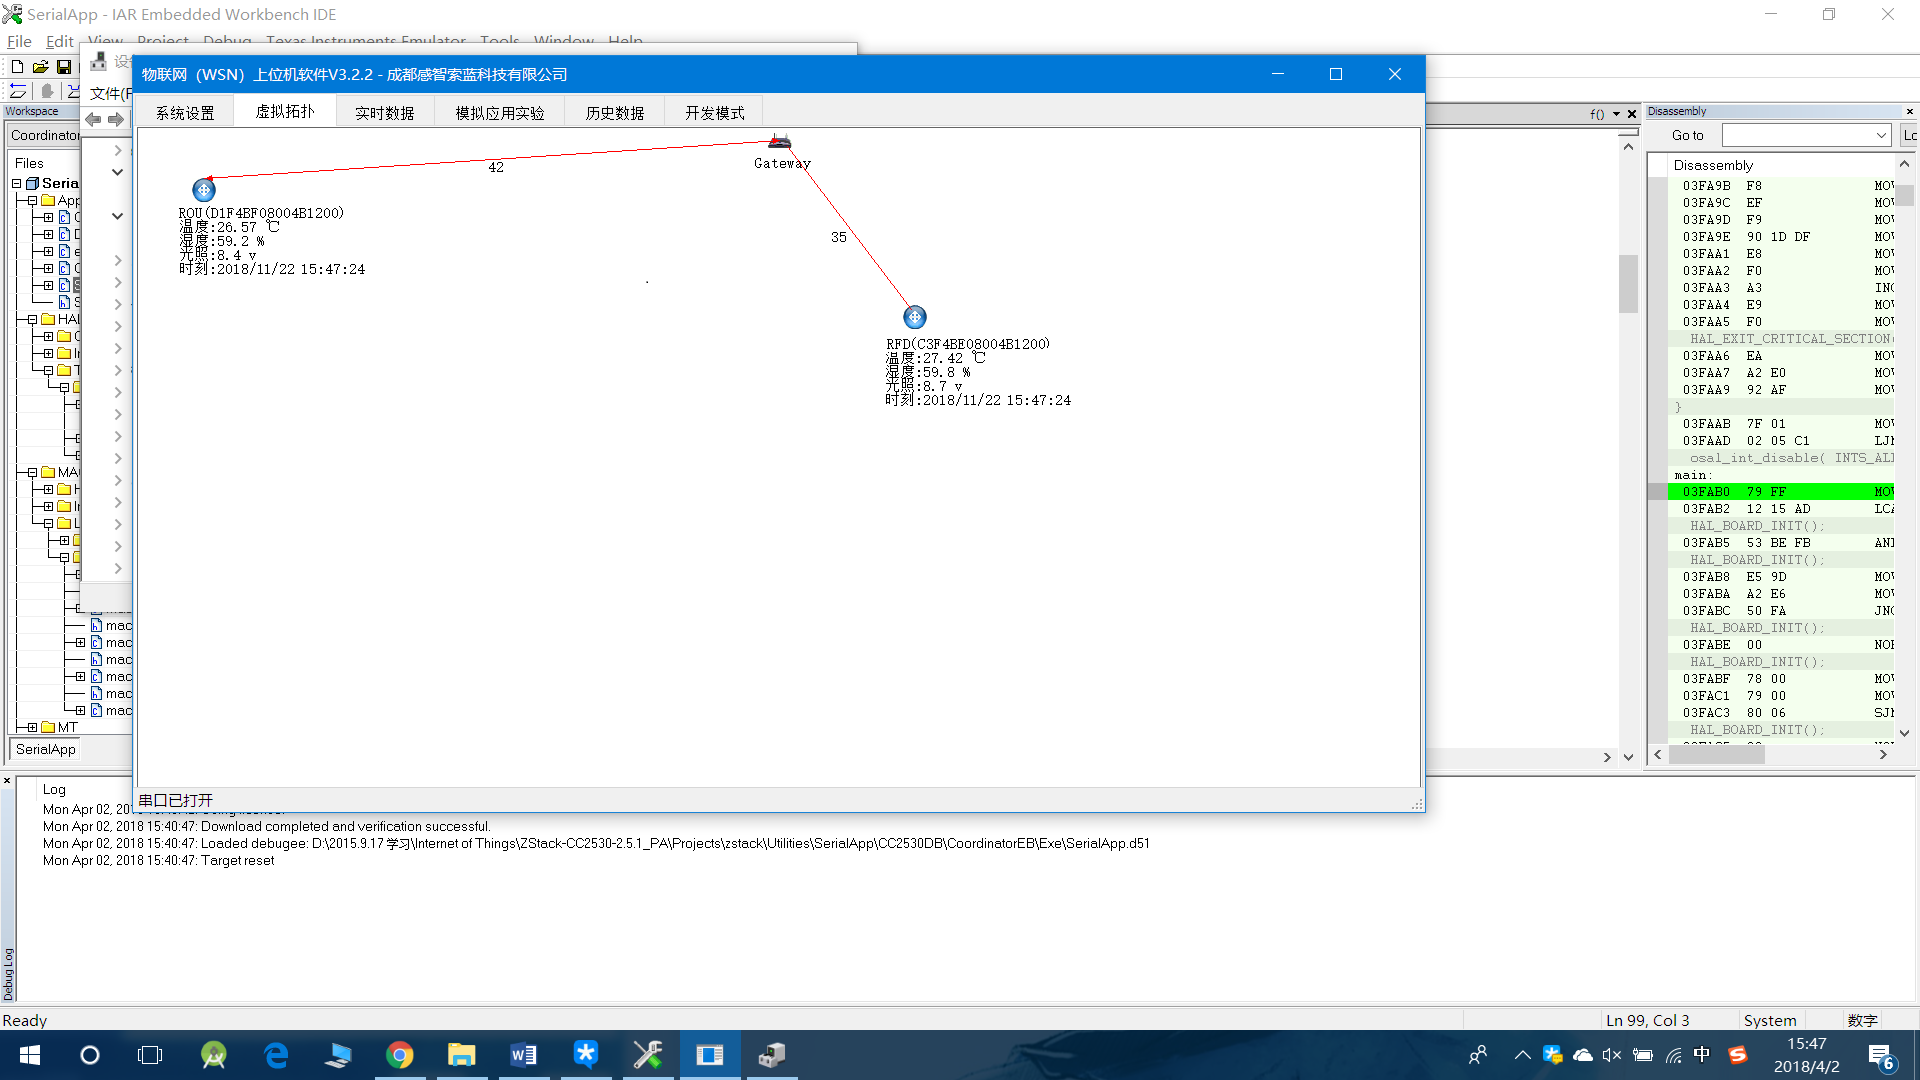 SerialApp - IAR Embedded Workbench IDE
File Edit View Project Debug Texas Instruments Emulator Tools Window Help
文件(F
物联网（WSN）上位机软件V3.2.2 - 成都感智索蓝科技有限公司
系统设置 虚拟拓扑 实时数据 模拟应用实验 历史数据 开发模式
Gateway
42
35
ROU(D1F4BF08004B1200)
温度:26.57 ℃
湿度:59.2 %
光照:8.4 v
时刻:2018/11/22 15:47:24
RFD(C3F4BE08004B1200)
温度:27.42 ℃
湿度:59.8 %
光照:8.7 v
时刻:2018/11/22 15:47:24
串口已打开
Workspace
Coordinator
Files
Seria
App
HAL
MAC
mac
mac
mac
mac
mac
mac
MT
SerialApp
f()
Disassembly
Go to
Disassembly
03FA9B F8 MOV
03FA9C EF MOV
03FA9D F9 MOV
03FA9E 90 1D DF MOV
03FAA1 E8 MOV
03FAA2 F0 MOV
03FAA3 A3 INC
03FAA4 E9 MOV
03FAA5 F0 MOV
HAL_EXIT_CRITICAL_SECTION(
03FAA6 EA MOV
03FAA7 A2 E0 MOV
03FAA9 92 AF MOV
}
03FAAB 7F 01 MOV
03FAAD 02 05 C1 LJM
osal_int_disable( INTS_ALL
main:
03FAB0 79 FF MOV
03FAB2 12 15 AD LCA
HAL_BOARD_INIT();
03FAB5 53 BE FB ANL
HAL_BOARD_INIT();
03FAB8 E5 9D MOV
03FABA A2 E6 MOV
03FABC 50 FA JNC
HAL_BOARD_INIT();
03FABE 00 NOP
HAL_BOARD_INIT();
03FABF 78 00 MOV
03FAC1 79 00 MOV
03FAC3 80 06 SJM
HAL_BOARD_INIT();
Log
Mon Apr 02, 20
Mon Apr 02, 2018 15:40:47: Download completed and verification successful.
Mon Apr 02, 2018 15:40:47: Loaded debugee: D:\2015.9.17 学习\Internet of Things\ZStack-CC2530-2.5.1_PA\Projects\zstack\Utilities\SerialApp\CC2530DB\CoordinatorEB\Exe\SerialApp.d51
Mon Apr 02, 2018 15:40:47: Target reset
Debug Log
Ready
Ln 99, Col 3 System 数字
中
15:47
2018/4/2
6